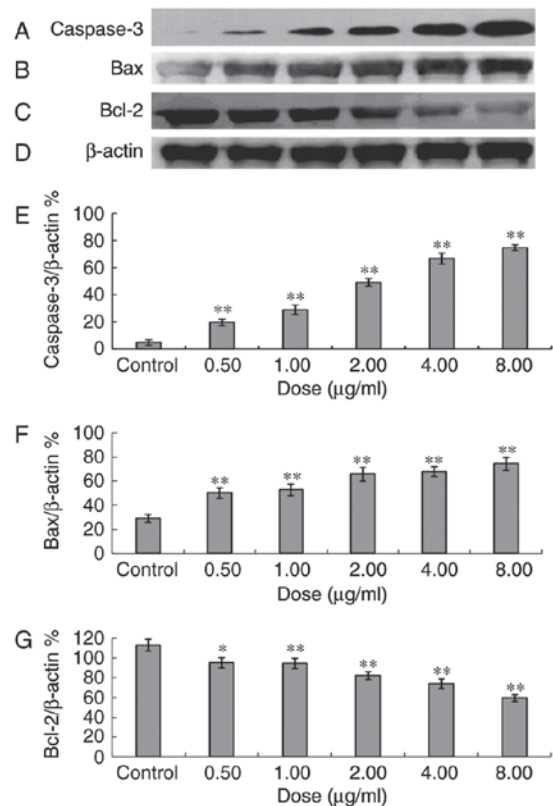 A Caspase-3
B Bax
C Bcl-2
D β-actin
E
Caspase-3/β-actin %
100
80
60
40
20
0
** ** ** ** **
Control 0.50 1.00 2.00 4.00 8.00
Dose (µg/ml)
F
Bax/β-actin %
100
80
60
40
20
0
** ** ** ** **
Control 0.50 1.00 2.00 4.00 8.00
Dose (µg/ml)
G
Bcl-2/β-actin %
120
100
80
60
40
20
0
* ** ** ** **
Control 0.50 1.00 2.00 4.00 8.00
Dose (µg/ml)